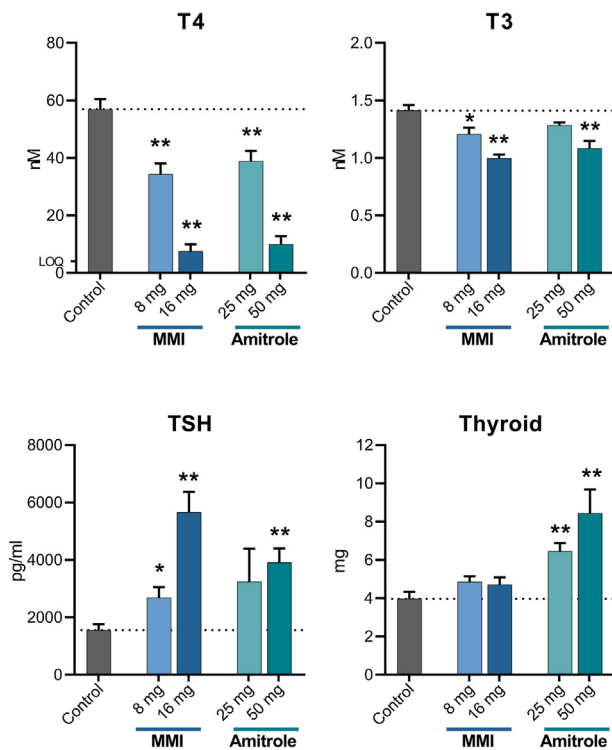 T4
80
60
40
20
LOQ
0
nM
**
**
**
**
Control
8 mg
16 mg
25 mg
50 mg
MMI
Amitrole
T3
2.0
1.5
1.0
0.5
0.0
nM
*
**
**
Control
8 mg
16 mg
25 mg
50 mg
MMI
Amitrole
TSH
8000
6000
4000
2000
0
pg/ml
*
**
**
Control
8 mg
16 mg
25 mg
50 mg
MMI
Amitrole
Thyroid
12
10
8
6
4
2
0
mg
**
**
Control
8 mg
16 mg
25 mg
50 mg
MMI
Amitrole